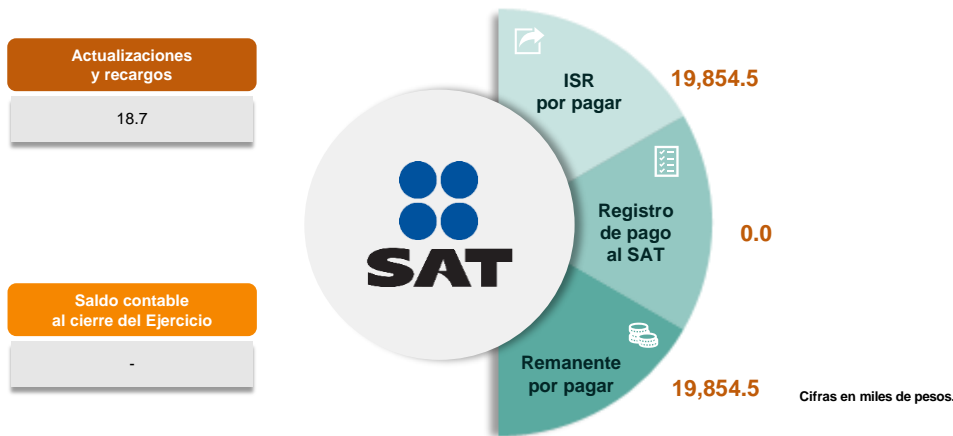 Actualizaciones
y recargos
18.7
Saldo contable
al cierre del Ejercicio
-
SAT
ISR
por pagar
19,854.5
Registro
de pago
al SAT
0.0
Remanente
por pagar
19,854.5
Cifras en miles de pesos.